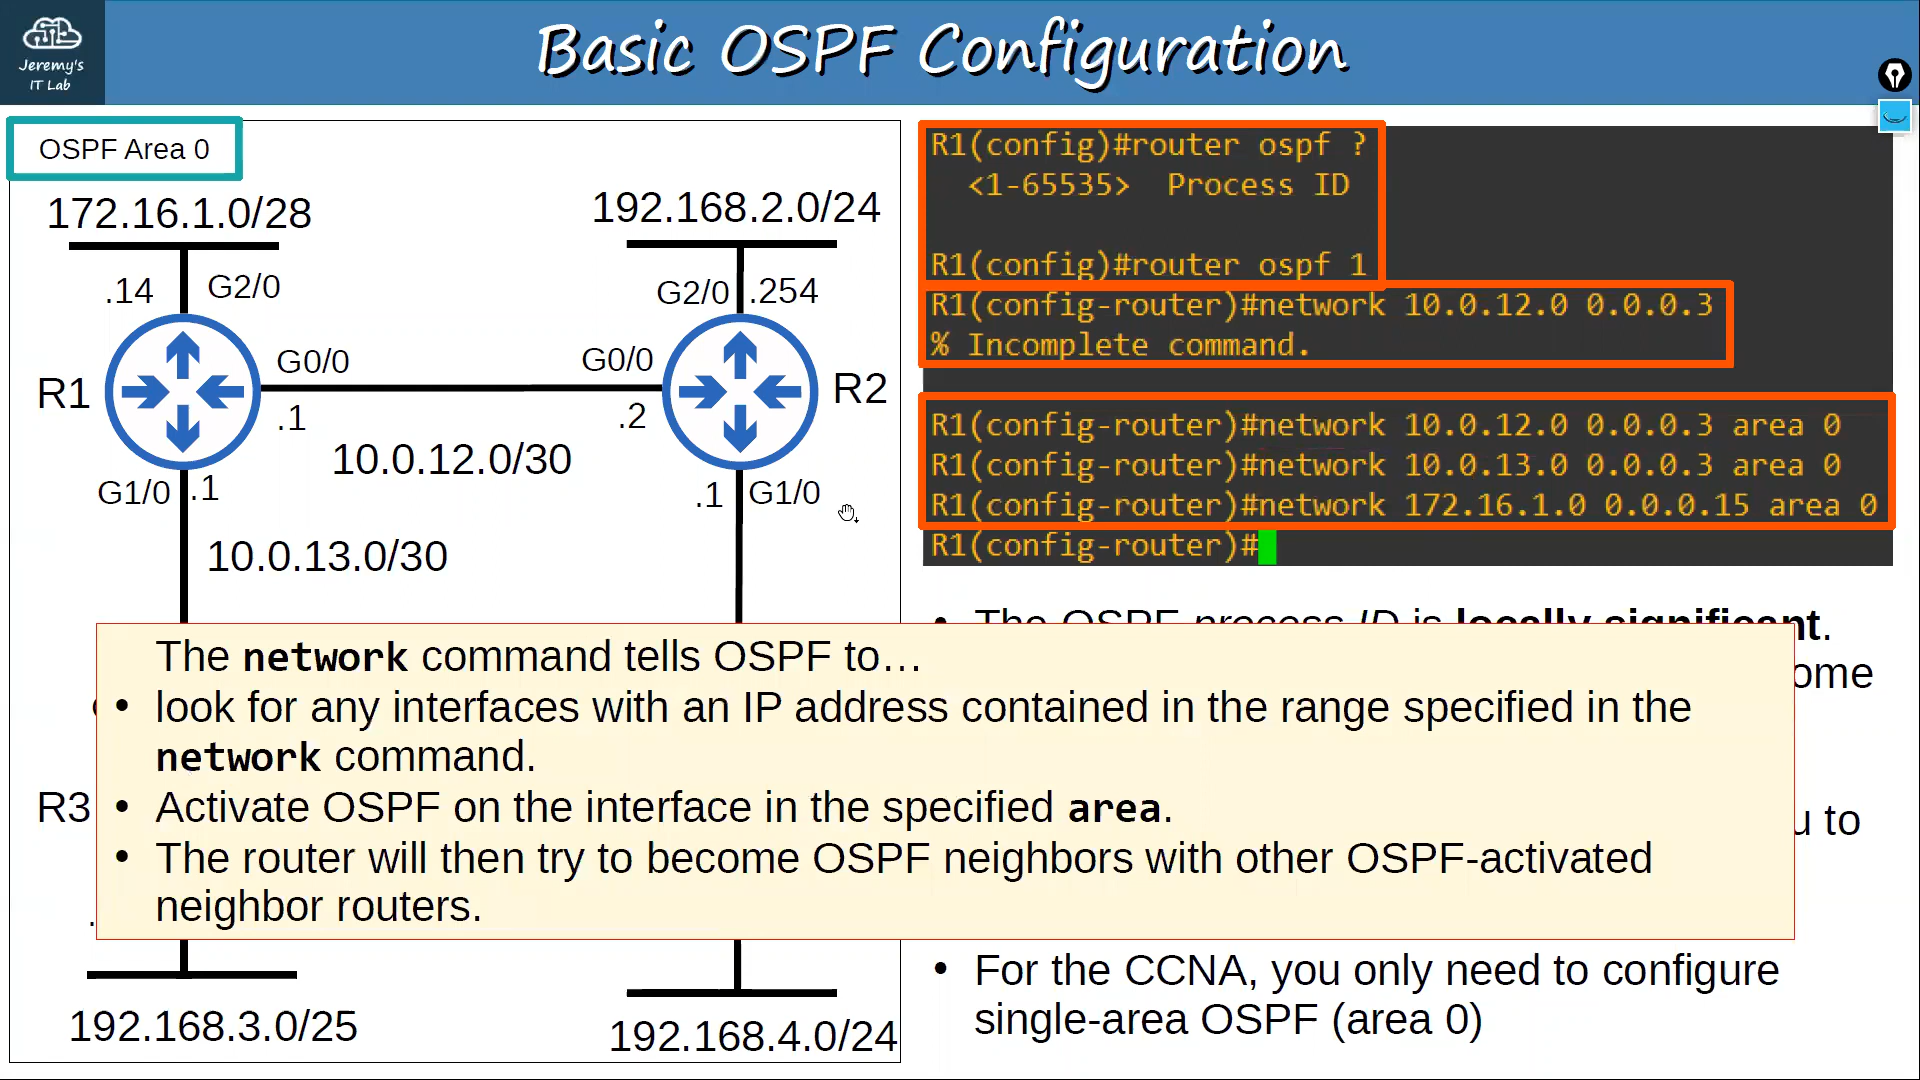 Jeremy's
IT Lab
Basic OSPF Configuration
OSPF Area 0
172.16.1.0/28
192.168.2.0/24
.14
G2/0
G2/0
.254
R1
G0/0
G0/0
R2
.1
.2
10.0.12.0/30
G1/0
.1
.1
G1/0
10.0.13.0/30
R1(config)#router ospf ?
<1-65535> Process ID
R1(config)#router ospf 1
R1(config-router)#network 10.0.12.0 0.0.0.3
% Incomplete command.
R1(config-router)#network 10.0.12.0 0.0.0.3 area 0
R1(config-router)#network 10.0.13.0 0.0.0.3 area 0
R1(config-router)#network 172.16.1.0 0.0.0.15 area 0
R1(config-router)#
• The OSPF process ID is locally significant.
ome
u to
The network command tells OSPF to…
• look for any interfaces with an IP address contained in the range specified in the
network command.
• Activate OSPF on the interface in the specified area.
• The router will then try to become OSPF neighbors with other OSPF-activated
neighbor routers.
R3
192.168.3.0/25
192.168.4.0/24
• For the CCNA, you only need to configure
single-area OSPF (area 0)